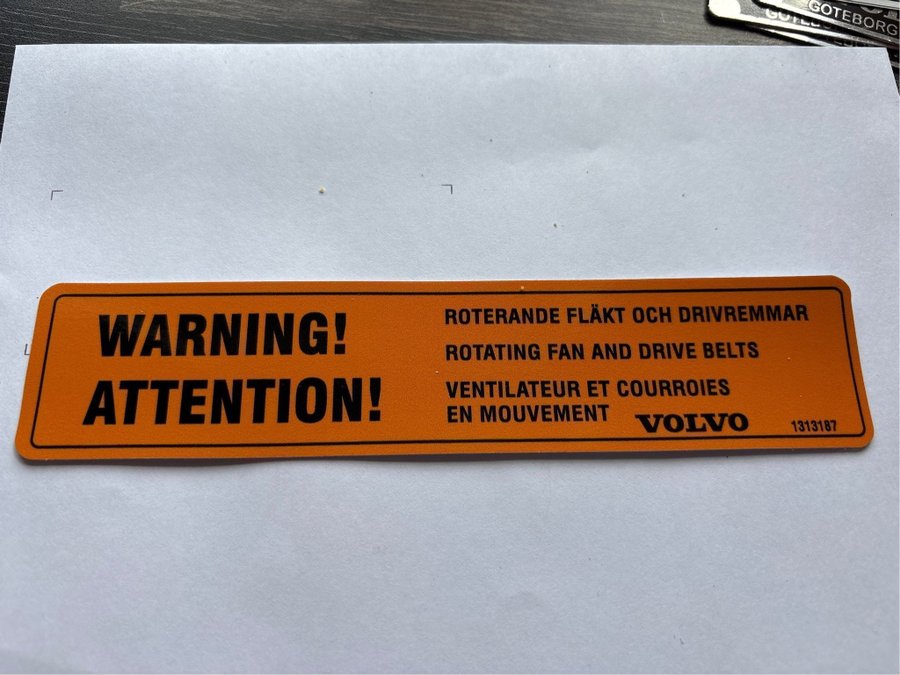 GOTEBORG
WARNING!
ATTENTION!
ROTERANDE FLÄKT OCH DRIVREMMAR
ROTATING FAN AND DRIVE BELTS
VENTILATEUR ET COURROIES
EN MOUVEMENT
VOLVO
1313187